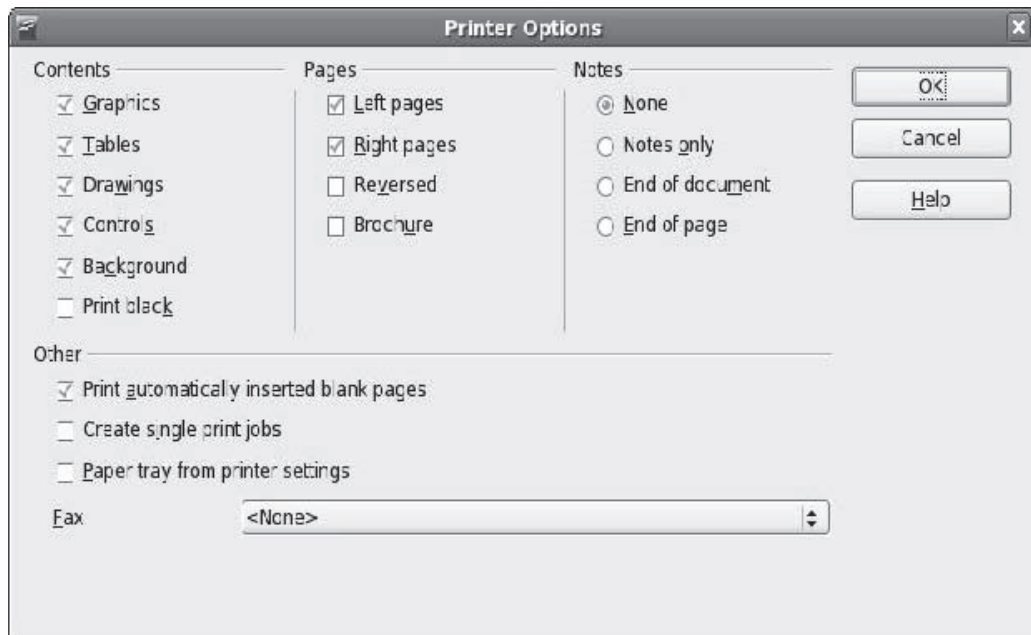 Printer Options
Contents
Graphics
Tables
Drawings
Controls
Background
Print black
Pages
Left pages
Right pages
Reversed
Brochure
Notes
None
Notes only
End of document
End of page
OK
Cancel
Help
Other
Print automatically inserted blank pages
Create single print jobs
Paper tray from printer settings
Fax
<None>